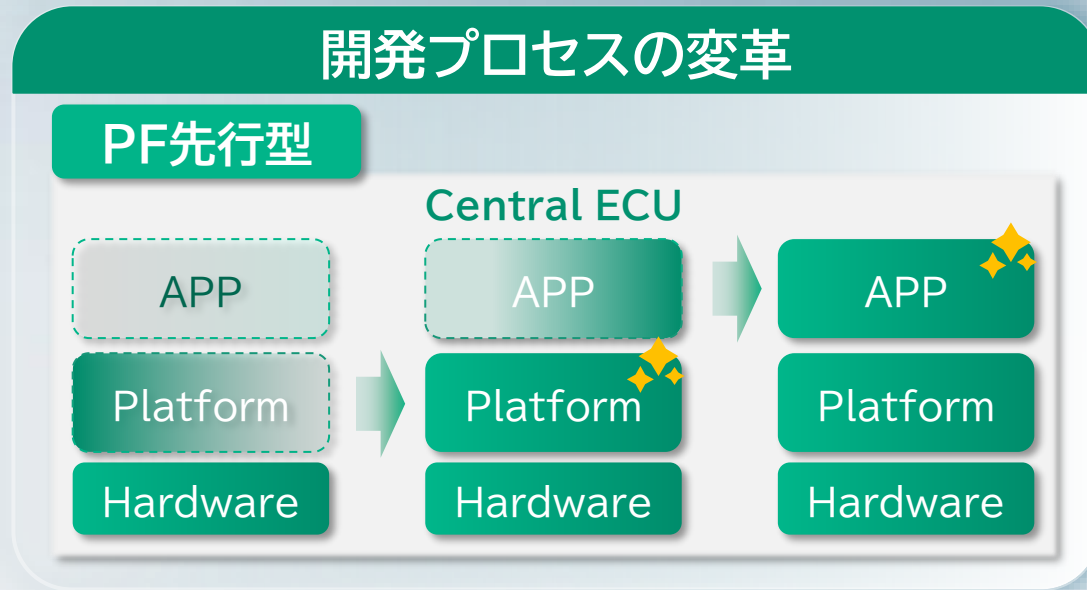 開発プロセスの変革
PF先行型
Central ECU
APP
APP
APP
Platform
Platform
Platform
Hardware
Hardware
Hardware